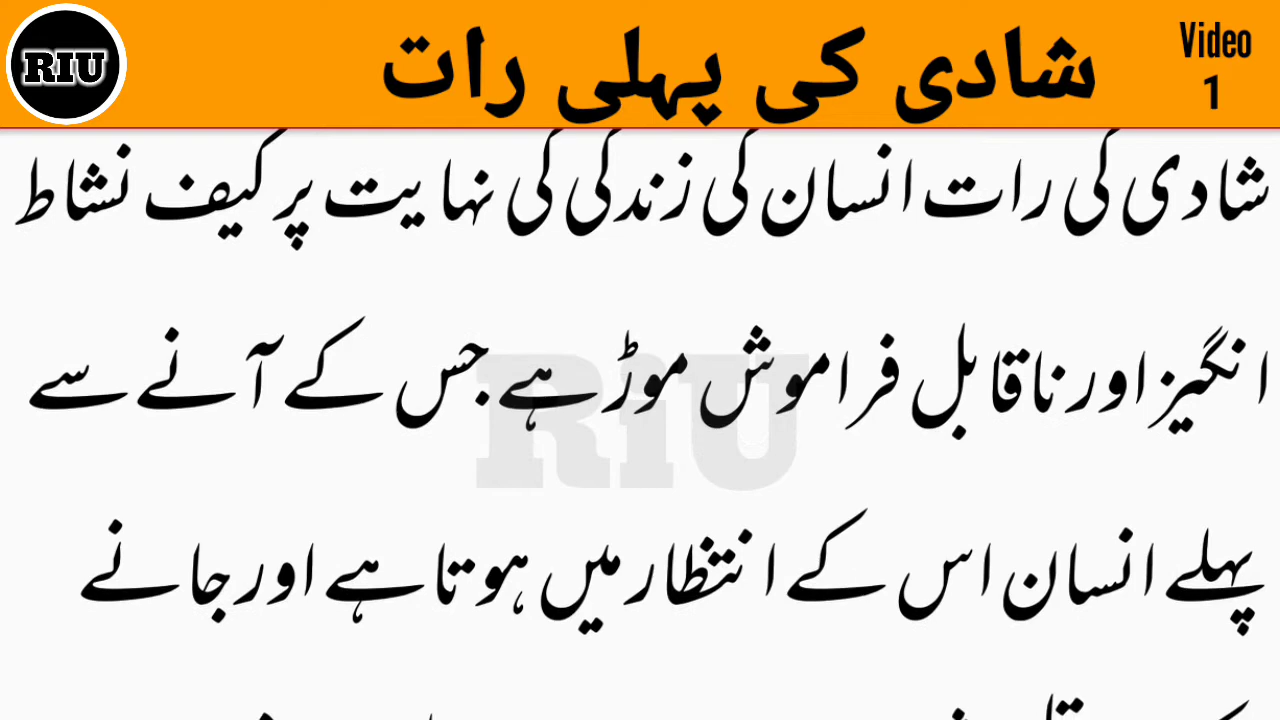 RIU
شادی کی پہلی رات
Video
1
شادی کی رات انسان کی زندگی کی نہایت پر کیف نشاط
انگیز اور ناقابل فراموش موڑ ہے جس کے آنے سے
RiU
پہلے انسان اس کے انتظار میں ہوتا ہے اور جانے